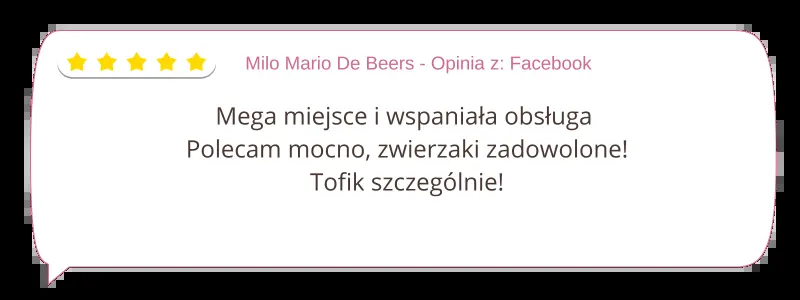 Milo Mario De Beers - Opinia z: Facebook
Mega miejsce i wspaniała obsługa
Polecam mocno, zwierzaki zadowolone!
Tofik szczególnie!